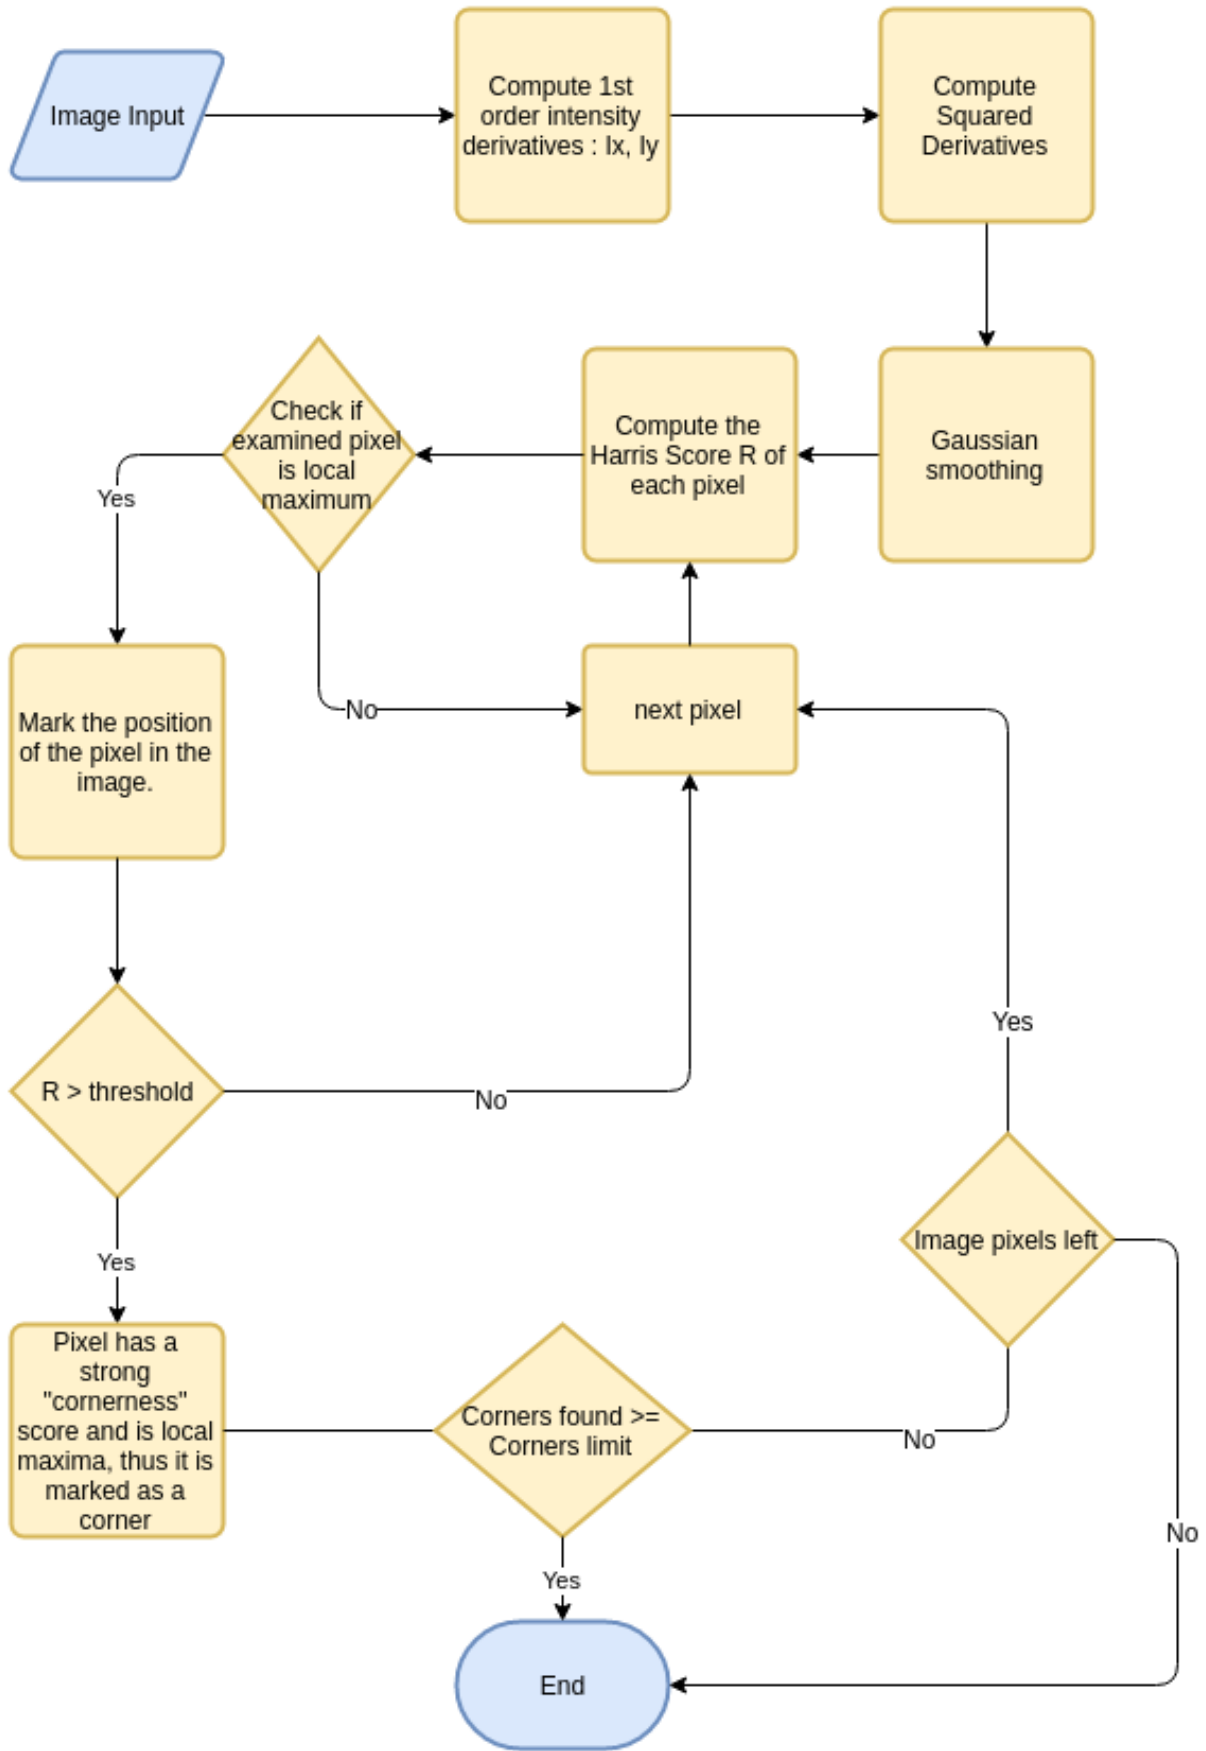 Image Input
Compute 1st
order intensity
derivatives : Ix, Iy
Compute
Squared
Derivatives
Check if
examined pixel
is local
maximum
Compute the
Harris Score R of
each pixel
Gaussian
smoothing
Yes
No
next pixel
Mark the position
of the pixel in the
image.
Yes
R > threshold
No
Image pixels left
Yes
Pixel has a
strong
"cornerness"
score and is local
maxima, thus it is
marked as a
corner
Corners found >=
Corners limit
No
No
Yes
End